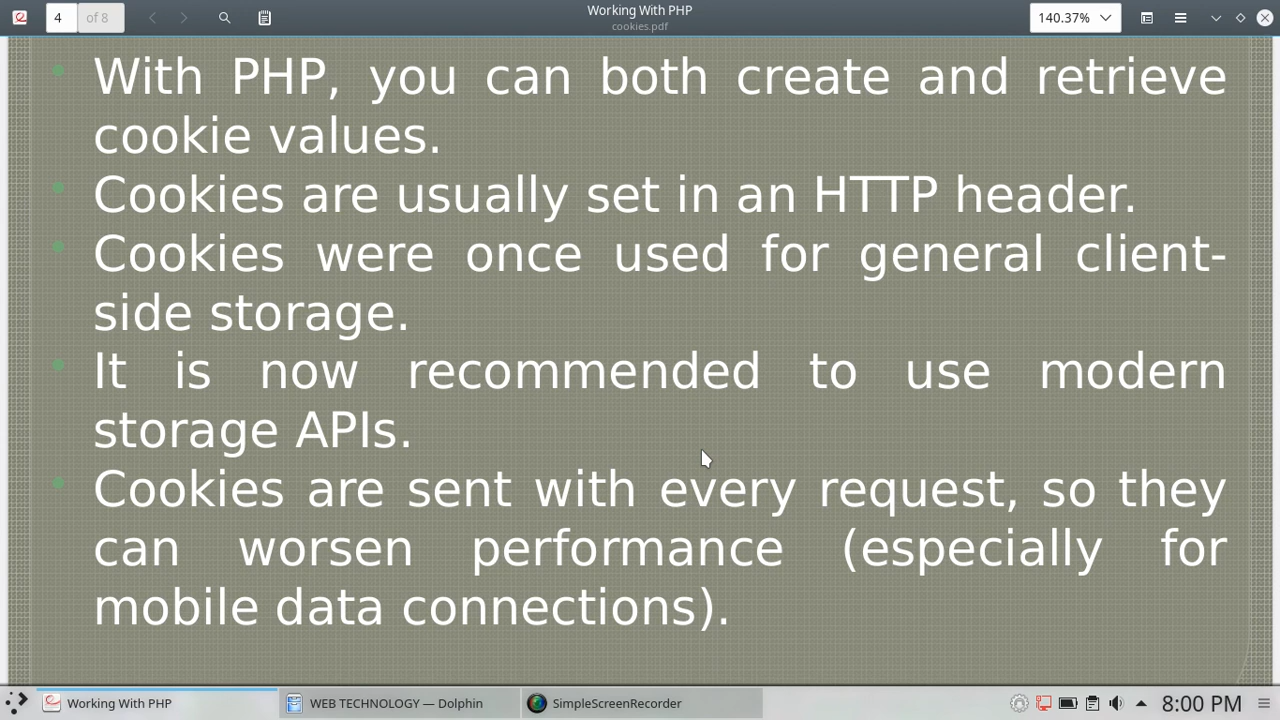 Working With PHP
cookies.pdf
4
of 8
140.37%
With PHP, you can both create and retrieve
cookie values.
Cookies are usually set in an HTTP header.
Cookies were once used for general client-
side storage.
It is now recommended to use modern
storage APIs.
Cookies are sent with every request, so they
can worsen performance (especially for
mobile data connections).
Working With PHP
WEB TECHNOLOGY — Dolphin
SimpleScreenRecorder
8:00 PM